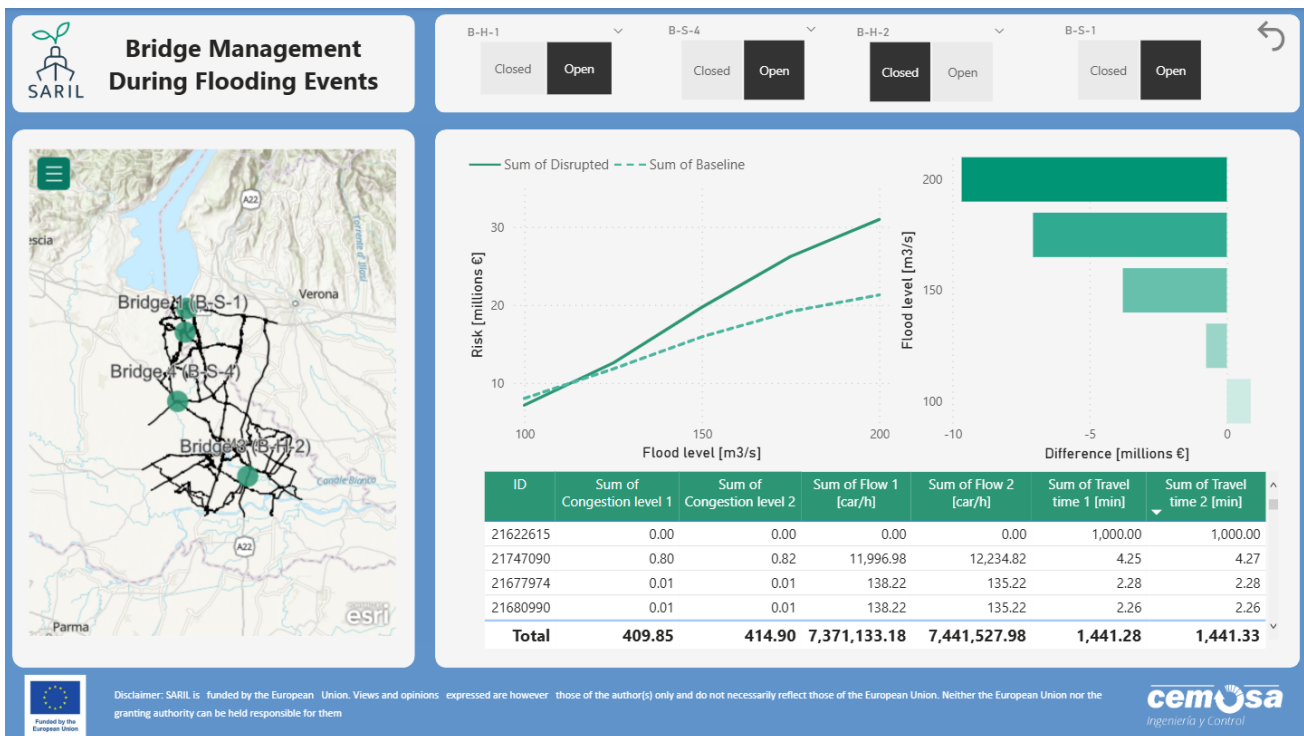 SARIL
Bridge Management
During Flooding Events
B-H-1
Closed Open
B-S-4
Closed Open
B-H-2
Closed Open
B-S-1
Closed Open
A22
Torrente d'Illasi
escia
Verona
Bridge 1 (B-S-1)
Bridge 4 (B-S-4)
Bridge 3 (B-H-2)
Canale Bianco
A22
Parma
esri
Sum of Disrupted Sum of Baseline
Risk [millions €]
30
20
10
100 150 200
Flood level [m3/s]
Flood level [m3/s]
200
150
100
-10 -5 0
Difference [millions €]
ID Sum of Congestion level 1 Sum of Congestion level 2 Sum of Flow 1 [car/h] Sum of Flow 2 [car/h] Sum of Travel time 1 [min] Sum of Travel time 2 [min]
21622615 0.00 0.00 0.00 0.00 1,000.00 1,000.00
21747090 0.80 0.82 11,996.98 12,234.82 4.25 4.27
21677974 0.01 0.01 138.22 135.22 2.28 2.28
21680990 0.01 0.01 138.22 135.22 2.26 2.26
Total 409.85 414.90 7,371,133.18 7,441,527.98 1,441.28 1,441.33
Funded by the
European Union
Disclaimer: SARIL is funded by the European Union. Views and opinions expressed are however those of the author(s) only and do not necessarily reflect those of the European Union. Neither the European Union nor the
granting authority can be held responsible for them
cemosa
Ingeniería y Control